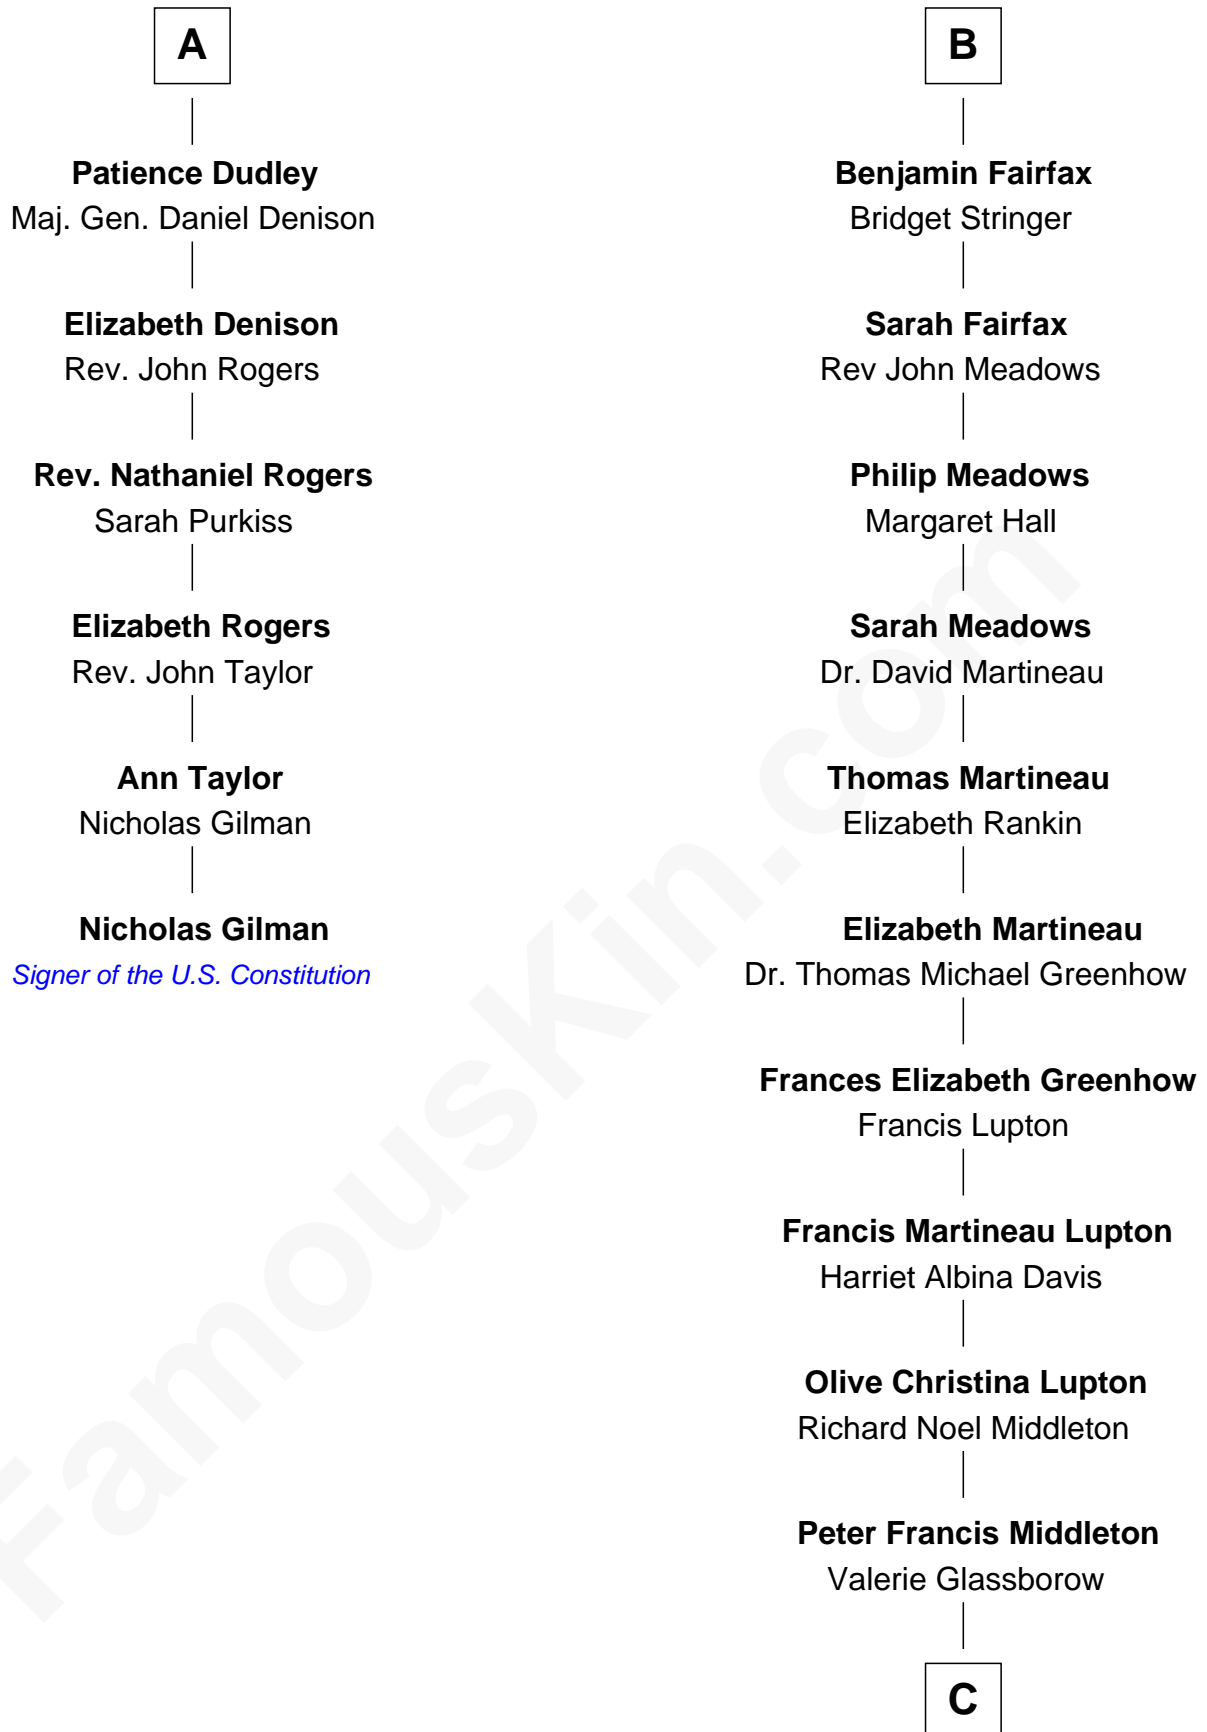 A
Patience Dudley
Maj. Gen. Daniel Denison
Elizabeth Denison
Rev. John Rogers
Rev. Nathaniel Rogers
Sarah Purkiss
Elizabeth Rogers
Rev. John Taylor
Ann Taylor
Nicholas Gilman
Nicholas Gilman
Signer of the U.S. Constitution
B
Benjamin Fairfax
Bridget Stringer
Sarah Fairfax
Rev John Meadows
Philip Meadows
Margaret Hall
Sarah Meadows
Dr. David Martineau
Thomas Martineau
Elizabeth Rankin
Elizabeth Martineau
Dr. Thomas Michael Greenhow
Frances Elizabeth Greenhow
Francis Lupton
Francis Martineau Lupton
Harriet Albina Davis
Olive Christina Lupton
Richard Noel Middleton
Peter Francis Middleton
Valerie Glassborow
C
FamousKin.com